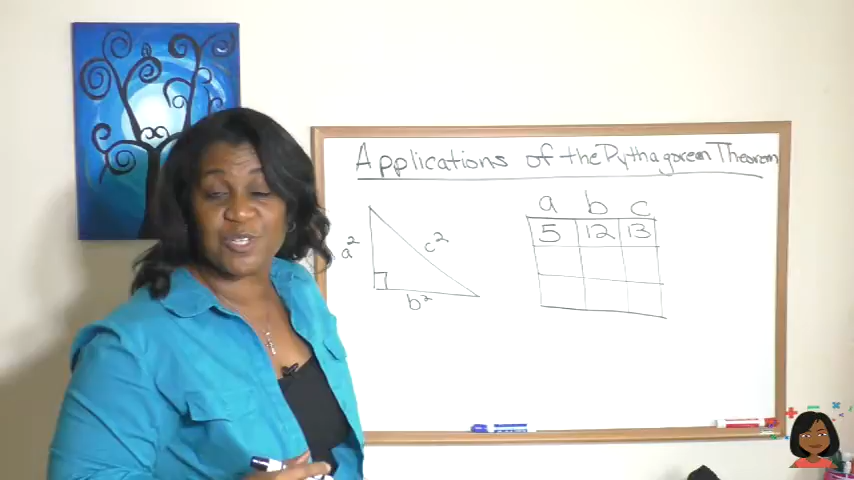 Applications of the Pythagorean Theorem
a b c
5 12 13
a²
c²
b²